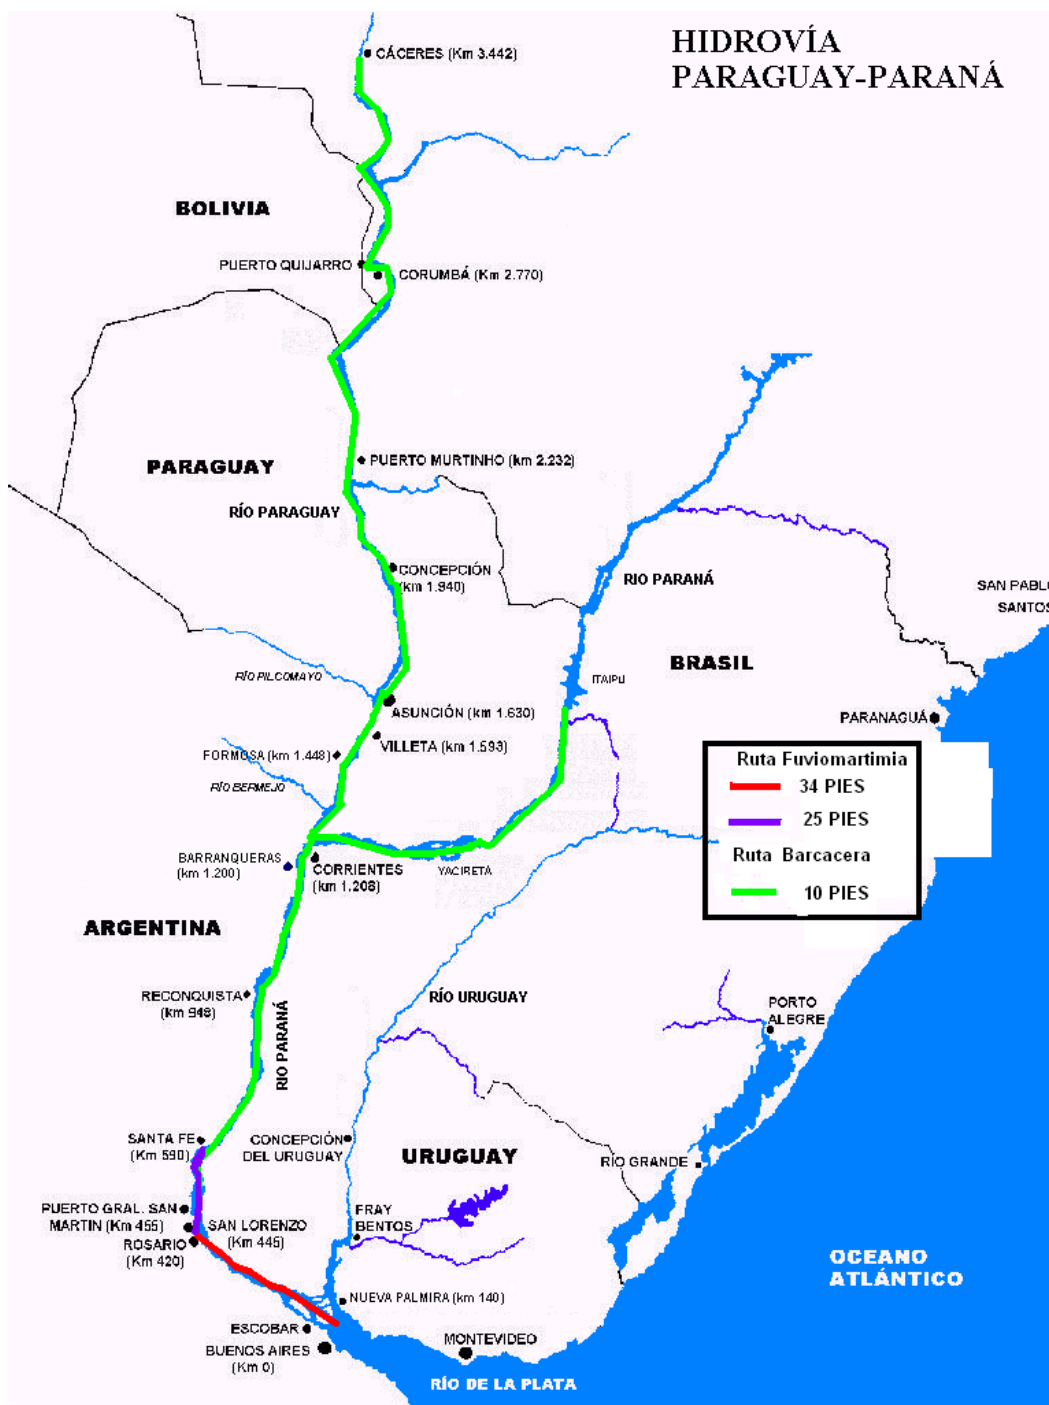 HIDROVÍA
PARAGUAY-PARANÁ
CÁCERES (Km 3.442)
BOLIVIA
PUERTO QUIJARRO
CORUMBÁ (Km 2.770)
PARAGUAY
PUERTO MURTINHO (km 2.232)
RÍO PARAGUAY
CONCEPCIÓN
(km 1.940)
RIO PARANÁ
SAN PABLO
SANTOS
BRASIL
RÍO PILCOMAYO
ITAIPU
ASUNCIÓN (km 1.630)
PARANAGUÁ
VILLETA (km 1.593)
FORMOSA (km 1.448)
RÍO BERMEJO
Ruta Fuviomartimia
34 PIES
25 PIES
Ruta Barcacera
10 PIES
BARRANQUERAS
(km 1.200)
CORRIENTES
(km 1.208)
YACIRETA
ARGENTINA
RECONQUISTA
(km 948)
RIO PARANÁ
RÍO URUGUAY
PORTO
ALEGRE
SANTA FE
(Km 590)
CONCEPCIÓN
DEL URUGUAY
URUGUAY
RÍO GRANDE
PUERTO GRAL. SAN
MARTIN (Km 455)
SAN LORENZO
(Km 445)
FRAY
BENTOS
ROSARIO
(Km 420)
OCEANO
ATLÁNTICO
NUEVA PALMIRA (km 140)
ESCOBAR
BUENOS AIRES
(Km 0)
MONTEVIDEO
RÍO DE LA PLATA